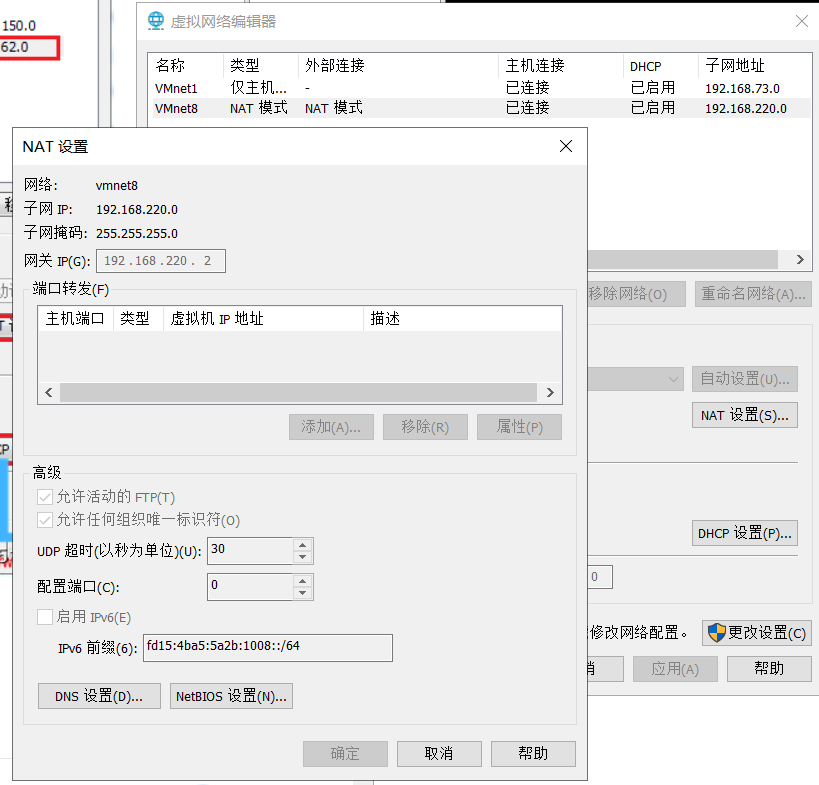 150.0
62.0
虚拟网络编辑器
名称 类型 外部连接 主机连接 DHCP 子网地址
VMnet1 仅主机... - 已连接 已启用 192.168.73.0
VMnet8 NAT 模式 NAT 模式 已连接 已启用 192.168.220.0
移除网络(O) 重命名网络(A)...
自动设置(U)...
NAT 设置(S)...
DHCP 设置(P)...
0
修改网络配置。 更改设置(C)
消 应用(A) 帮助
NAT 设置
网络: vmnet8
子网 IP: 192.168.220.0
子网掩码: 255.255.255.0
网关 IP(G): 192 . 168 . 220 . 2
端口转发(F)
主机端口 类型 虚拟机 IP 地址 描述
添加(A)... 移除(R) 属性(P)
高级
允许活动的 FTP(T)
允许任何组织唯一标识符(O)
UDP 超时(以秒为单位)(U): 30
配置端口(C): 0
启用 IPv6(E)
IPv6 前缀(6): fd15:4ba5:5a2b:1008::/64
DNS 设置(D)... NetBIOS 设置(N)...
确定 取消 帮助